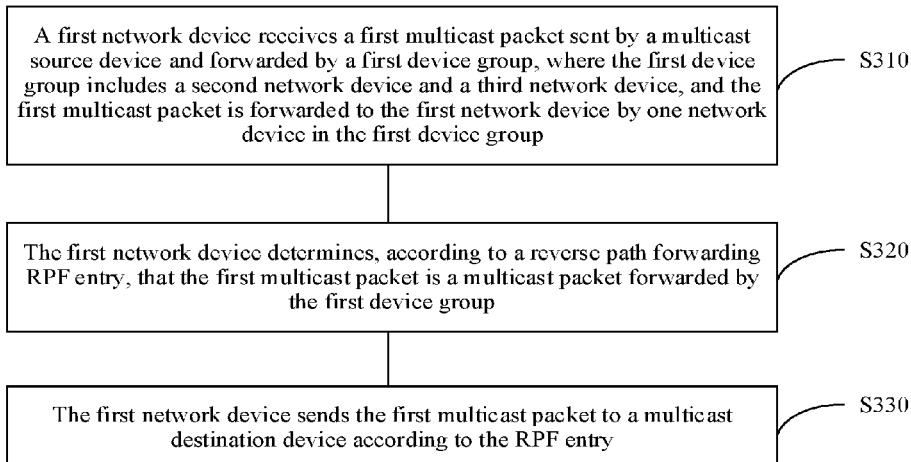 A first network device receives a first multicast packet sent by a multicast
source device and forwarded by a first device group, where the first device
group includes a second network device and a third network device, and the
first multicast packet is forwarded to the first network device by one network
device in the first device group
S310
The first network device determines, according to a reverse path forwarding
RPF entry, that the first multicast packet is a multicast packet forwarded by
the first device group
S320
The first network device sends the first multicast packet to a multicast
destination device according to the RPF entry
S330